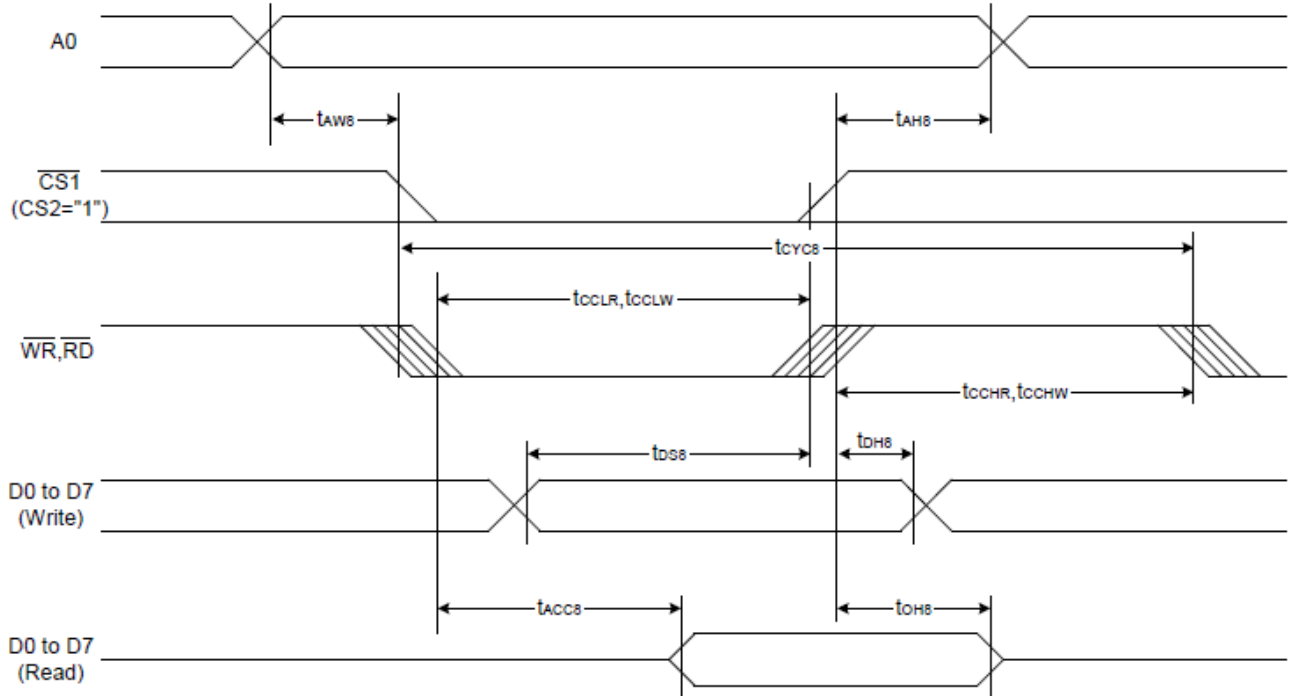 A0
tAW8
tAH8
CS1
(CS2="1")
tCYC8
tCCLR,tCCLW
WR,RD
tCCHR,tCCHW
tDS8
tDH8
D0 to D7
(Write)
tACC8
tOH8
D0 to D7
(Read)